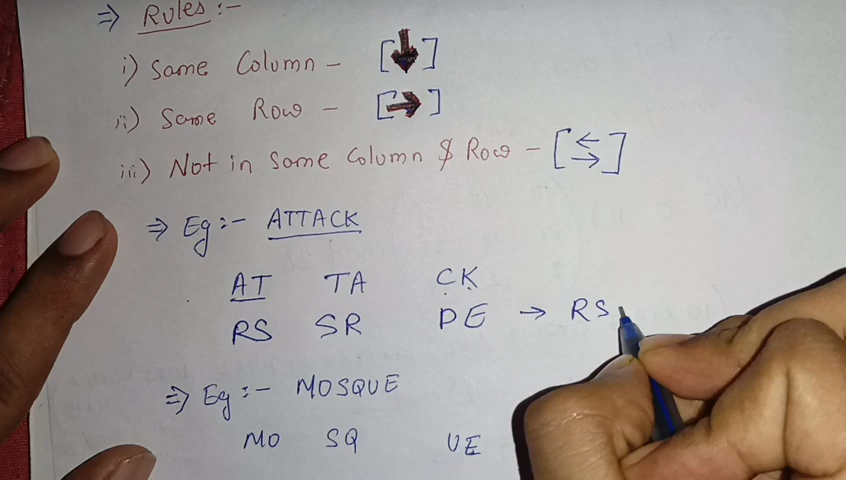 ⇒ Rules :-
i) Same Column - [↓]
ii) Same Row - [→]
iii) Not in Same Column & Row - [⇆]
⇒ Eg :- ATTACK
AT TA CK
RS SR PE → RS
⇒ Eg :- MOSQUE
MO SQ UE